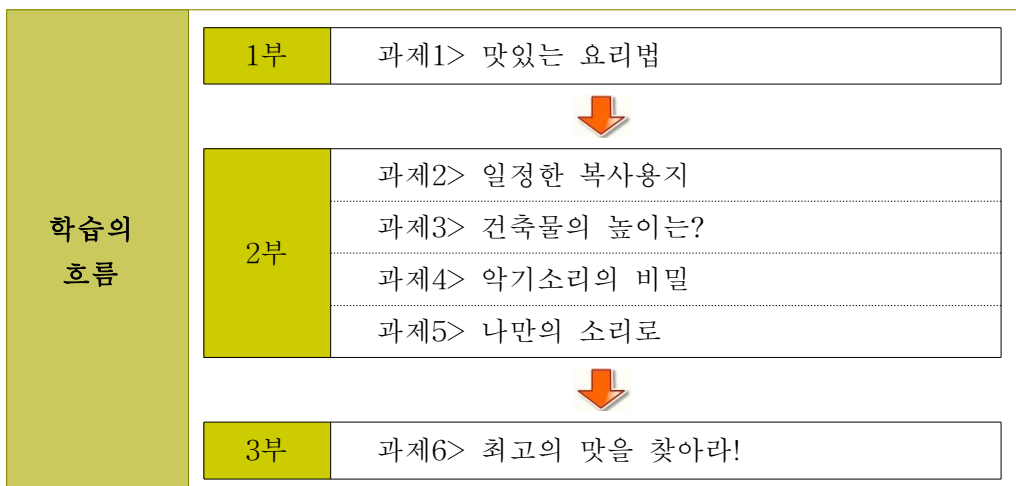 학습의
흐름
1부
과제1> 맛있는 요리법
2부
과제2> 일정한 복사용지
과제3> 건축물의 높이는?
과제4> 악기소리의 비밀
과제5> 나만의 소리로
3부
과제6> 최고의 맛을 찾아라!